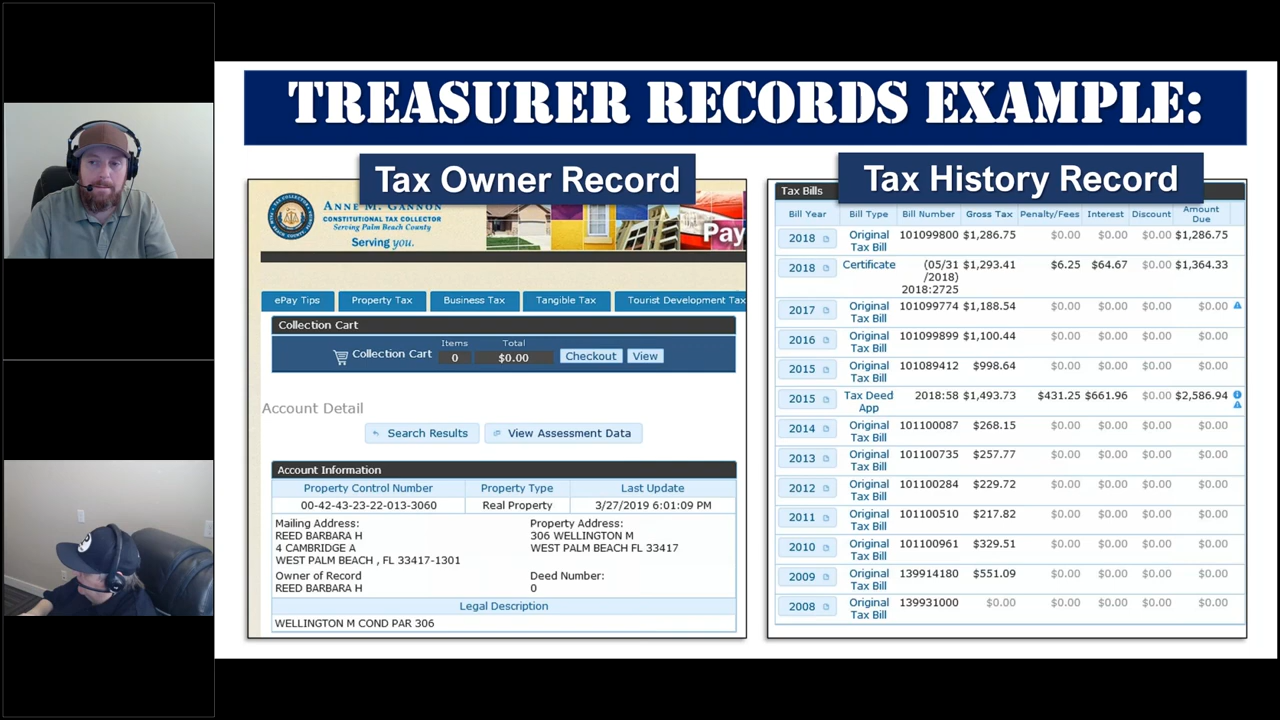 TREASURER RECORDS EXAMPLE:
Tax Owner Record
ANNE M. GANNON
CONSTITUTIONAL TAX COLLECTOR
Serving Palm Beach County
Serving you.
Pay
ePay Tips Property Tax Business Tax Tangible Tax Tourist Development Tax
Collection Cart
Items Total
Collection Cart 0 $0.00 Checkout View
Account Detail
Search Results View Assessment Data
Account Information
Property Control Number Property Type Last Update
00-42-43-23-22-013-3060 Real Property 3/27/2019 6:01:09 PM
Mailing Address: Property Address:
REED BARBARA H 306 WELLINGTON M
4 CAMBRIDGE A WEST PALM BEACH FL 33417
WEST PALM BEACH , FL 33417-1301
Owner of Record Deed Number:
REED BARBARA H 0
Legal Description
WELLINGTON M COND PAR 306
Tax History Record
Tax Bills
Bill Year Bill Type Bill Number Gross Tax Penalty/Fees Interest Discount Amount Due
2018 Original Tax Bill 101099800 $1,286.75 $0.00 $0.00 $0.00 $1,286.75
2018 Certificate (05/31/2018) 2018:2725 $1,293.41 $6.25 $64.67 $0.00 $1,364.33
2017 Original Tax Bill 101099774 $1,188.54 $0.00 $0.00 $0.00 $0.00
2016 Original Tax Bill 101099899 $1,100.44 $0.00 $0.00 $0.00 $0.00
2015 Original Tax Bill 101089412 $998.64 $0.00 $0.00 $0.00 $0.00
2015 Tax Deed App 2018:58 $1,493.73 $431.25 $661.96 $0.00 $2,586.94
2014 Original Tax Bill 101100087 $268.15 $0.00 $0.00 $0.00 $0.00
2013 Original Tax Bill 101100735 $257.77 $0.00 $0.00 $0.00 $0.00
2012 Original Tax Bill 101100284 $229.72 $0.00 $0.00 $0.00 $0.00
2011 Original Tax Bill 101100510 $217.82 $0.00 $0.00 $0.00 $0.00
2010 Original Tax Bill 101100961 $329.51 $0.00 $0.00 $0.00 $0.00
2009 Original Tax Bill 139914180 $551.09 $0.00 $0.00 $0.00 $0.00
2008 Original Tax Bill 139931000 $0.00 $0.00 $0.00 $0.00 $0.00